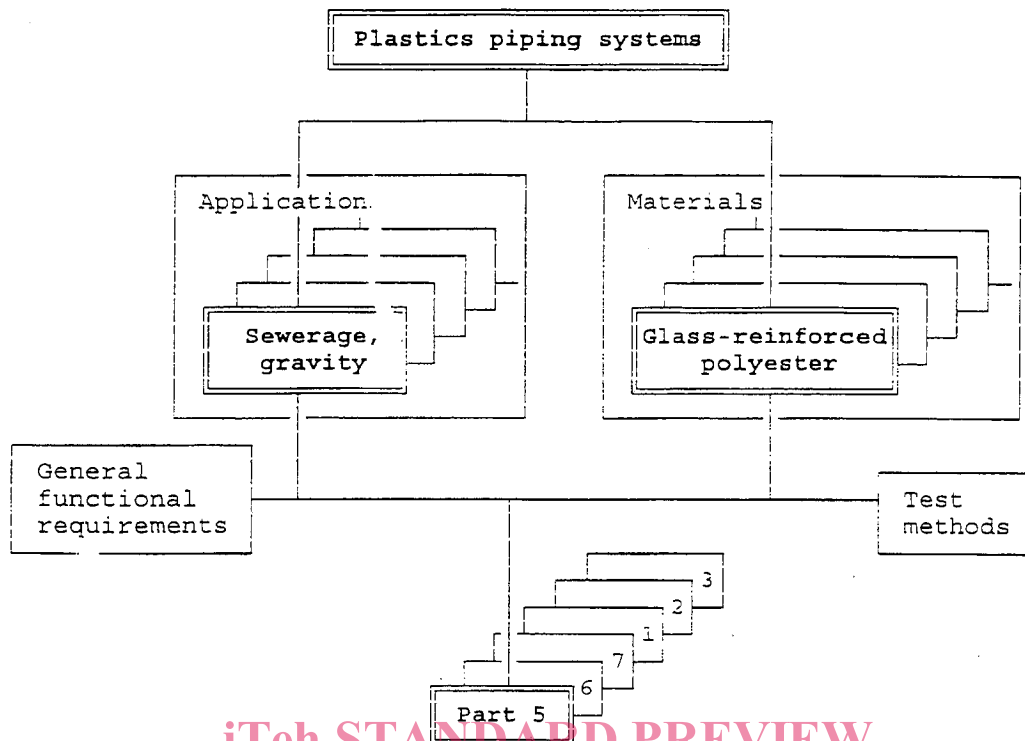 Plastics piping systems
Application
Materials
Sewerage,
gravity
Glass-reinforced
polyester
General
functional
requirements
Test
methods
3
2
1
7
6
Part 5
iTeh STANDARD PREVIEW